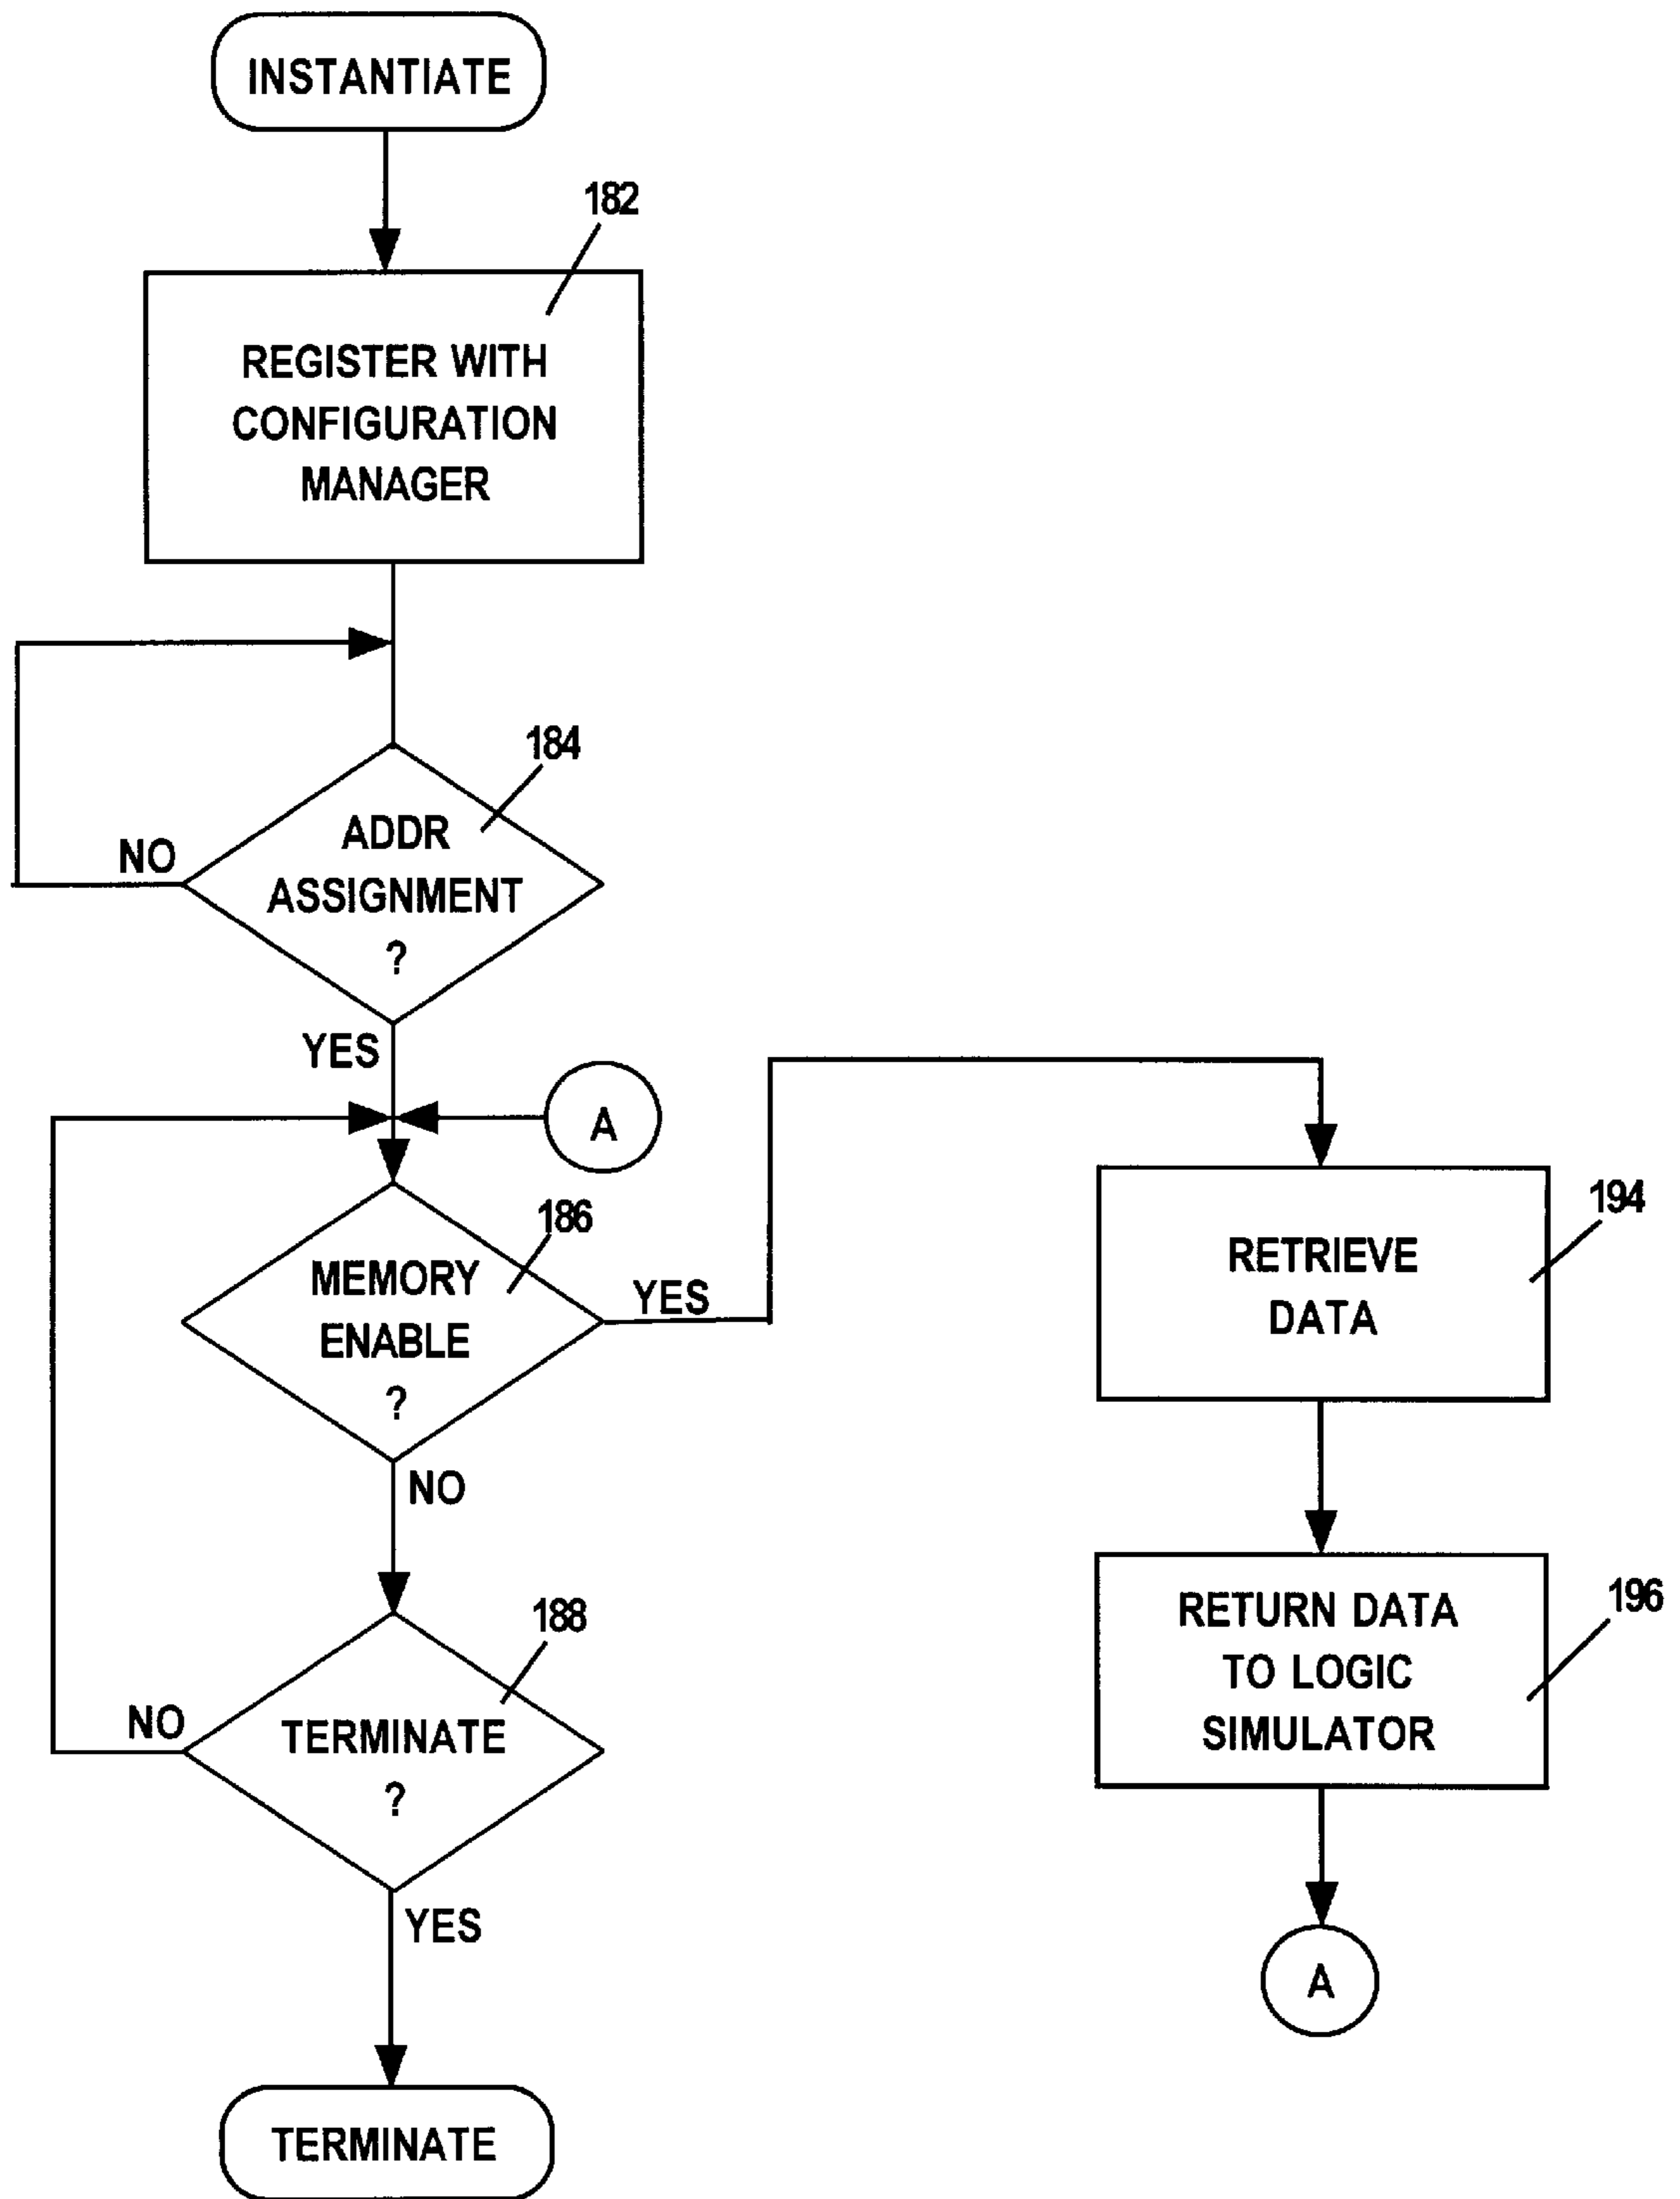 INSTANTIATE
182
REGISTER WITH
CONFIGURATION
MANAGER
184
ADDR
ASSIGNMENT
?
NO
YES
A
186
MEMORY
ENABLE
?
YES
NO
188
TERMINATE
?
NO
YES
TERMINATE
194
RETRIEVE
DATA
196
RETURN DATA
TO LOGIC
SIMULATOR
A